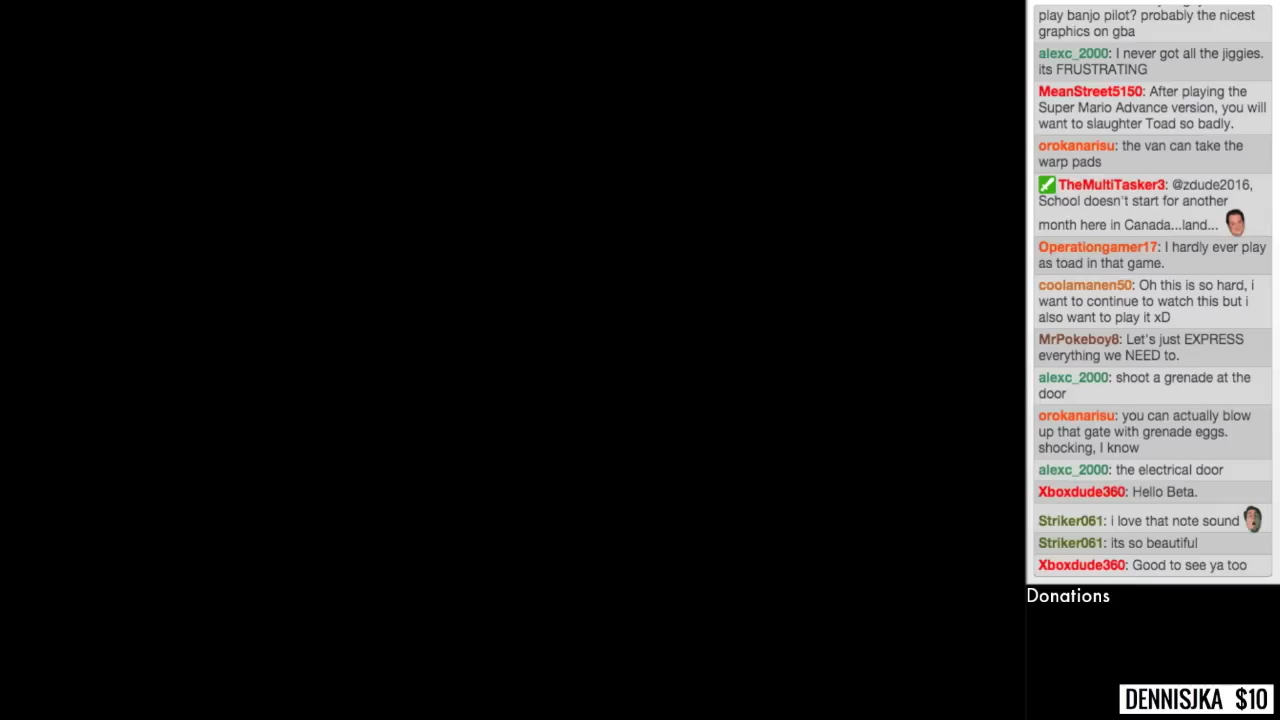 play banjo pilot? probably the nicest
graphics on gba
alexc_2000: I never got all the jiggies.
its FRUSTRATING
MeanStreet5150: After playing the
Super Mario Advance version, you will
want to slaughter Toad so badly.
orokanarisu: the van can take the
warp pads
TheMultiTasker3: @zdude2016,
School doesn't start for another
month here in Canada...land...
Operationgamer17: I hardly ever play
as toad in that game.
coolamanen50: Oh this is so hard, i
want to continue to watch this but i
also want to play it xD
MrPokeboy8: Let's just EXPRESS
everything we NEED to.
alexc_2000: shoot a grenade at the
door
orokanarisu: you can actually blow
up that gate with grenade eggs.
shocking, I know
alexc_2000: the electrical door
Xboxdude360: Hello Beta.
Striker061: i love that note sound
Striker061: its so beautiful
Xboxdude360: Good to see ya too
Donations
DENNISJKA $10